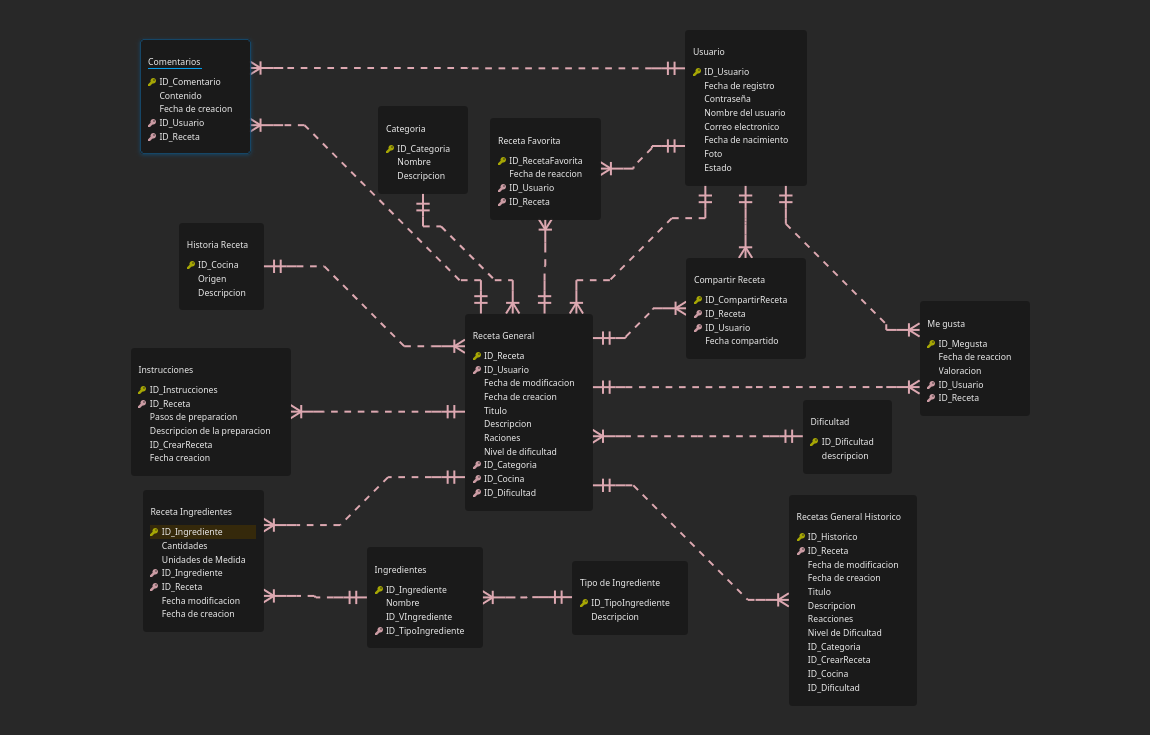 Comentarios
ID_Comentario
Contenido
Fecha de creacion
ID_Usuario
ID_Receta
Usuario
ID_Usuario
Fecha de registro
Contraseña
Nombre del usuario
Correo electronico
Fecha de nacimiento
Foto
Estado
Categoria
ID_Categoria
Nombre
Descripcion
Receta Favorita
ID_RecetaFavorita
Fecha de reaccion
ID_Usuario
ID_Receta
Historia Receta
ID_Cocina
Origen
Descripcion
Compartir Receta
ID_CompartirReceta
ID_Receta
ID_Usuario
Fecha compartido
Me gusta
ID_Megusta
Fecha de reaccion
Valoracion
ID_Usuario
ID_Receta
Receta General
ID_Receta
ID_Usuario
Fecha de modificacion
Fecha de creacion
Titulo
Descripcion
Raciones
Nivel de dificultad
ID_Categoria
ID_Cocina
ID_Dificultad
Instrucciones
ID_Instrucciones
ID_Receta
Pasos de preparacion
Descripcion de la preparacion
ID_CrearReceta
Fecha creacion
Dificultad
ID_Dificultad
descripcion
Receta Ingredientes
ID_Ingrediente
Cantidades
Unidades de Medida
ID_Ingrediente
ID_Receta
Fecha modificacion
Fecha de creacion
Ingredientes
ID_Ingrediente
Nombre
ID_VIngrediente
ID_TipoIngrediente
Tipo de Ingrediente
ID_TipoIngrediente
Descripcion
Recetas General Historico
ID_Historico
ID_Receta
Fecha de modificacion
Fecha de creacion
Titulo
Descripcion
Reacciones
Nivel de Dificultad
ID_Categoria
ID_CrearReceta
ID_Cocina
ID_Dificultad